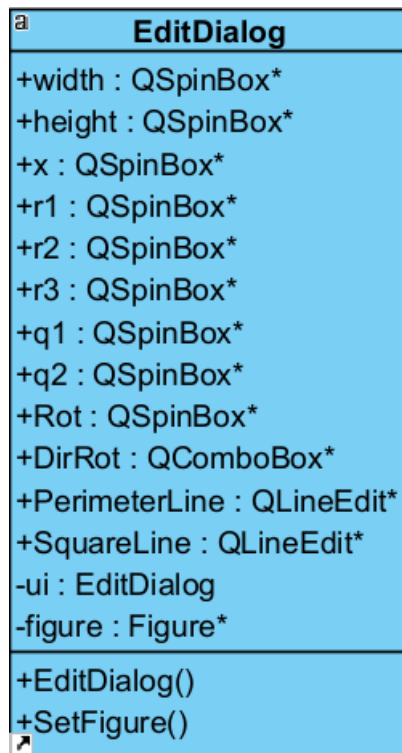 a
EditDialog
+width : QSpinBox*
+height : QSpinBox*
+x : QSpinBox*
+r1 : QSpinBox*
+r2 : QSpinBox*
+r3 : QSpinBox*
+q1 : QSpinBox*
+q2 : QSpinBox*
+Rot : QSpinBox*
+DirRot : QComboBox*
+PerimeterLine : QLineEdit*
+SquareLine : QLineEdit*
-ui : EditDialog
-figure : Figure*
+EditDialog()
+SetFigure()